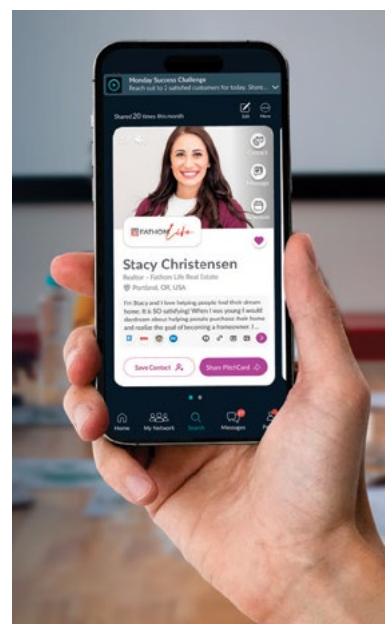 Monday Success Challenge
Reach out to 2 satisfied customers for today. Share...
Shared 20 times this month
Edit
More
Contact
Message
FATHOM Life
Stacy Christensen
Realtor - Fathom Life Real Estate
Portland, OR, USA
I'm Stacy and I love helping people find their dream
home. It is SO satisfying! When I was young I would
daydream about helping people purchase their home
and realize the goal of becoming a homeowner. I...
Save Contact
Share PitchCard
Home
My Network
Search
Messages